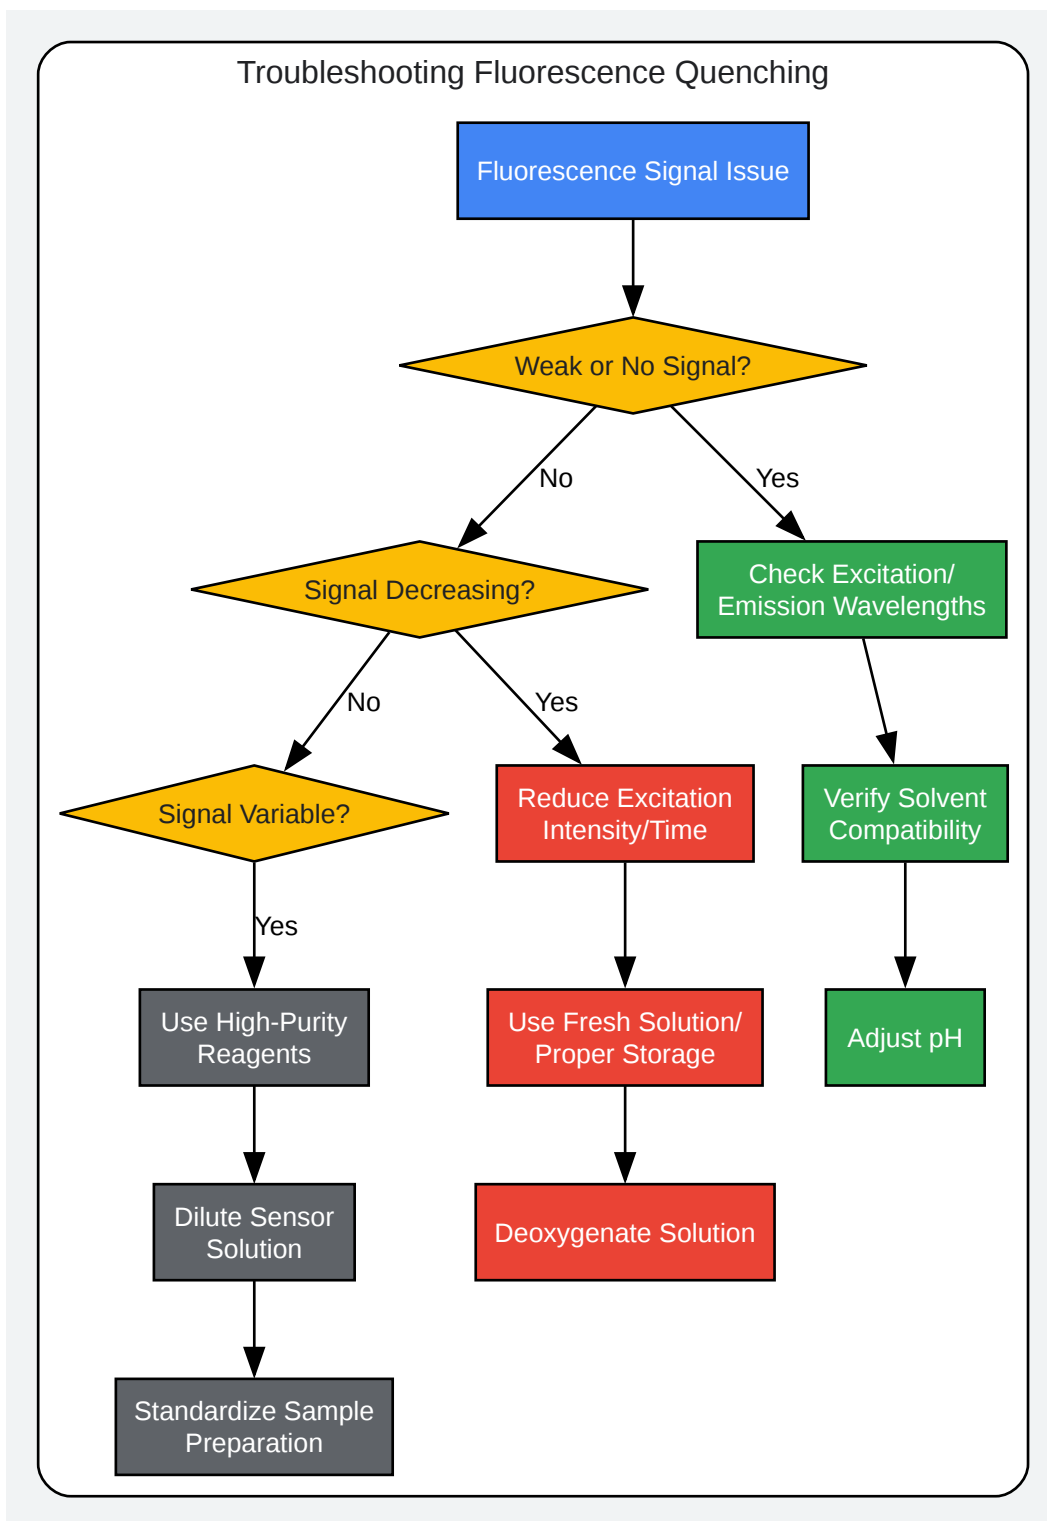 Troubleshooting Fluorescence Quenching
Fluorescence Signal Issue
Weak or No Signal?
No
Yes
Signal Decreasing?
Check Excitation/
Emission Wavelengths
No
Yes
Signal Variable?
Reduce Excitation
Intensity/Time
Verify Solvent
Compatibility
Yes
Use High-Purity
Reagents
Use Fresh Solution/
Proper Storage
Adjust pH
Dilute Sensor
Solution
Deoxygenate Solution
Standardize Sample
Preparation